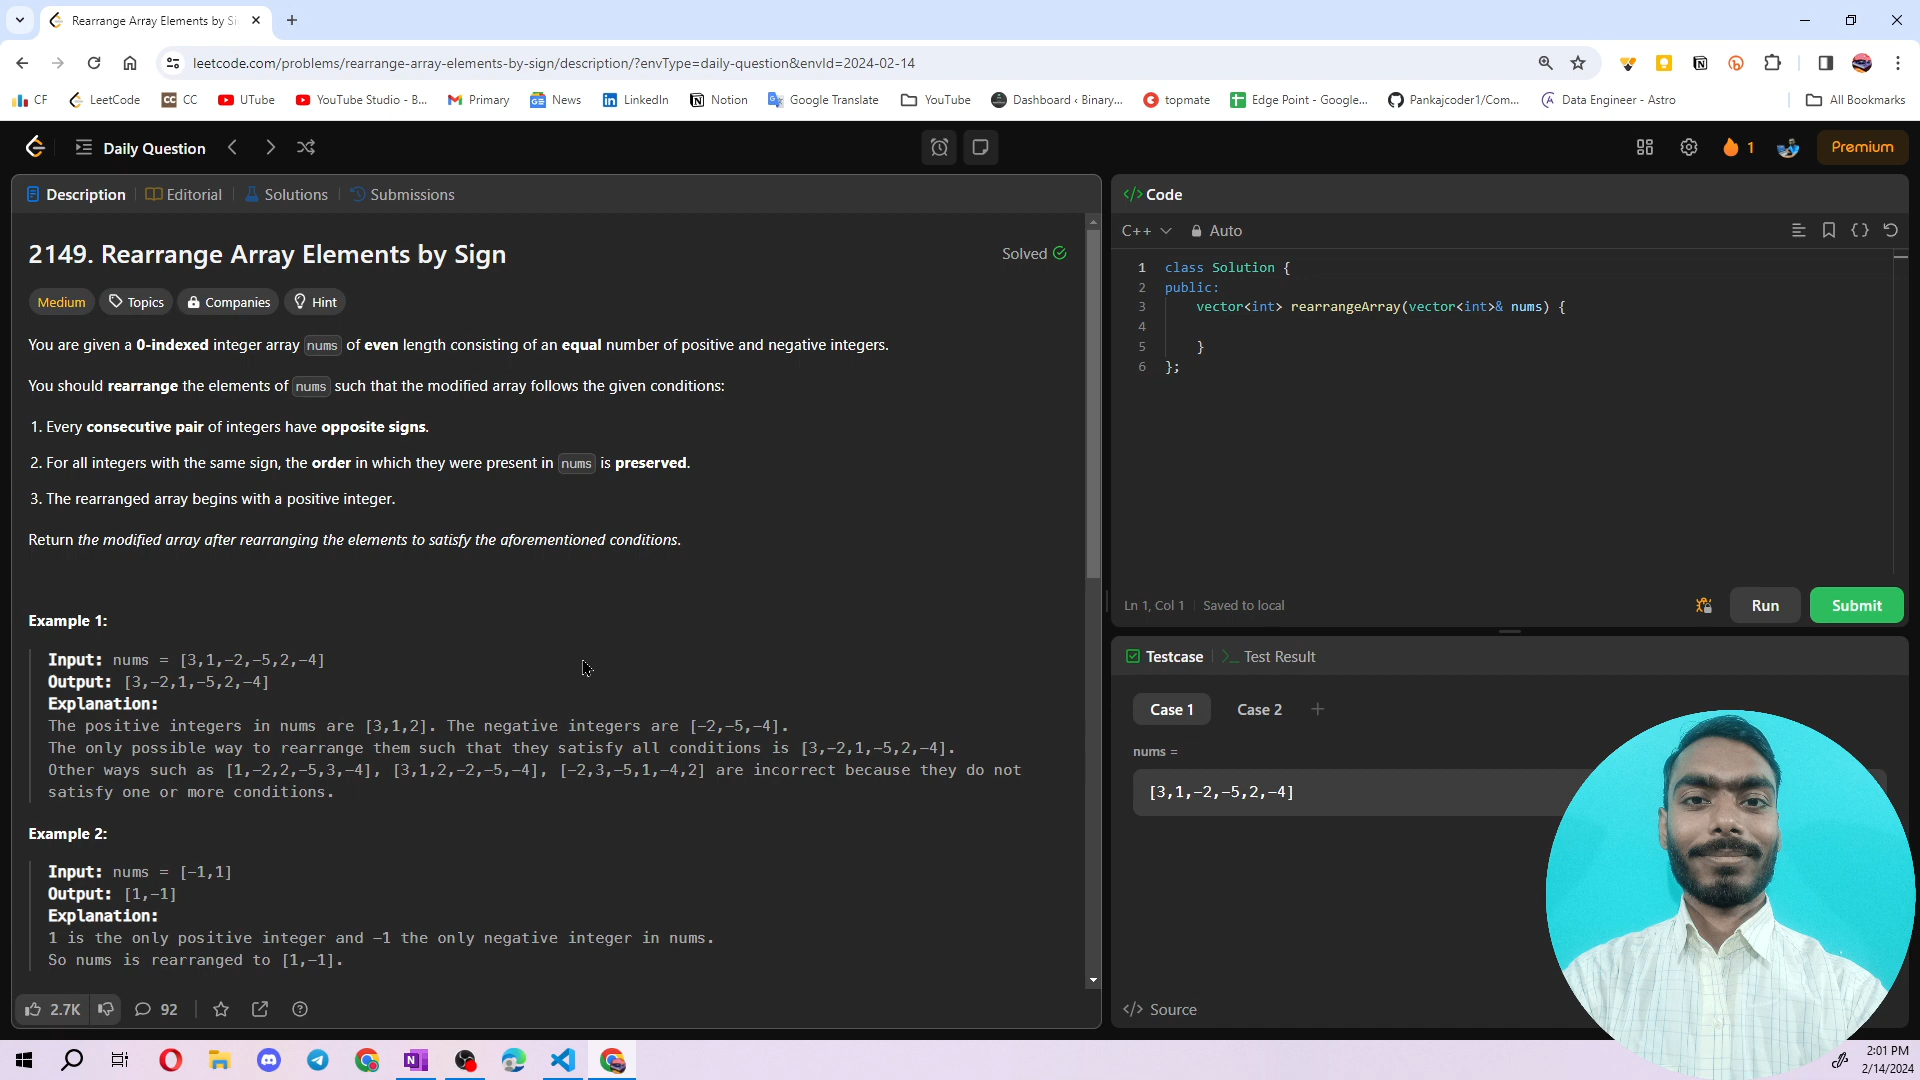 Rearrange Array Elements by Si
leetcode.com/problems/rearrange-array-elements-by-sign/description/?envType=daily-question&envId=2024-02-14
CF LeetCode CC CC UTube YouTube Studio - B... Primary News LinkedIn Notion Google Translate YouTube Dashboard ‹ Binary... topmate Edge Point - Google... Pankajcoder1/Com... Data Engineer - Astro All Bookmarks
Daily Question 1 Premium
Description Editorial Solutions Submissions
2149. Rearrange Array Elements by Sign Solved
Medium Topics Companies Hint
You are given a 0-indexed integer array nums of even length consisting of an equal number of positive and negative integers.
You should rearrange the elements of nums such that the modified array follows the given conditions:
1. Every consecutive pair of integers have opposite signs.
2. For all integers with the same sign, the order in which they were present in nums is preserved.
3. The rearranged array begins with a positive integer.
Return the modified array after rearranging the elements to satisfy the aforementioned conditions.
Example 1:
Input: nums = [3,1,-2,-5,2,-4]
Output: [3,-2,1,-5,2,-4]
Explanation:
The positive integers in nums are [3,1,2]. The negative integers are [-2,-5,-4].
The only possible way to rearrange them such that they satisfy all conditions is [3,-2,1,-5,2,-4].
Other ways such as [1,-2,2,-5,3,-4], [3,1,2,-2,-5,-4], [-2,3,-5,1,-4,2] are incorrect because they do not
satisfy one or more conditions.
Example 2:
Input: nums = [-1,1]
Output: [1,-1]
Explanation:
1 is the only positive integer and -1 the only negative integer in nums.
So nums is rearranged to [1,-1].
2.7K 92
</> Code
C++ Auto
1 class Solution {
2 public:
3 vector<int> rearrangeArray(vector<int>& nums) {
4
5 }
6 };
Ln 1, Col 1 Saved to local Run Submit
Testcase >_ Test Result
Case 1 Case 2 +
nums =
[3,1,-2,-5,2,-4]
</> Source
2:01 PM
2/14/2024